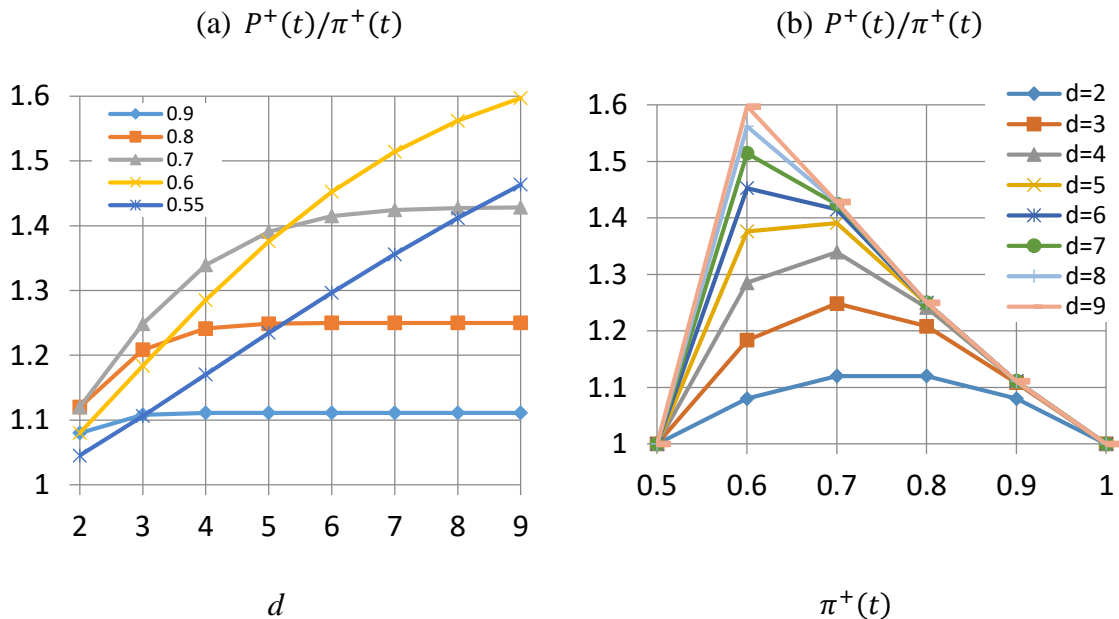 (a) P⁺(t)/π⁺(t)
1.6
1.5
1.4
1.3
1.2
1.1
1
0.9
0.8
0.7
0.6
0.55
2 3 4 5 6 7 8 9
d
(b) P⁺(t)/π⁺(t)
1.6
1.5
1.4
1.3
1.2
1.1
1
d=2
d=3
d=4
d=5
d=6
d=7
d=8
d=9
0.5 0.6 0.7 0.8 0.9 1
π⁺(t)